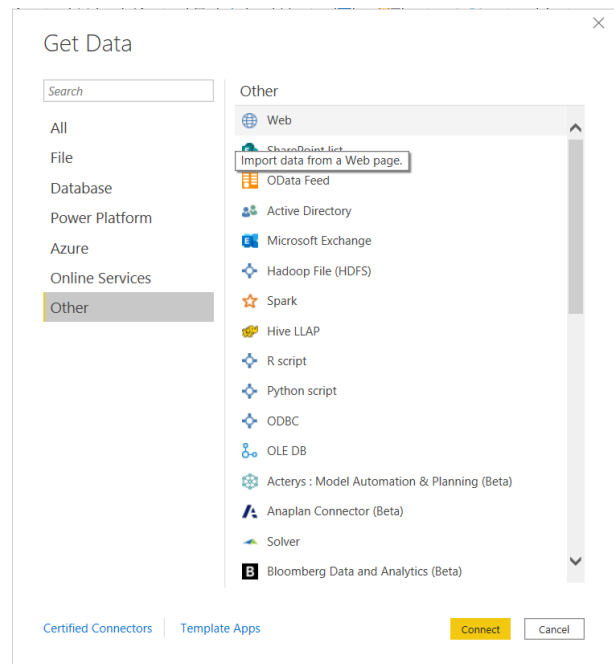 Get Data
Search
All
File
Database
Power Platform
Azure
Online Services
Other
Other
Web
SharePoint list
Import data from a Web page.
OData Feed
Active Directory
Microsoft Exchange
Hadoop File (HDFS)
Spark
Hive LLAP
R script
Python script
ODBC
OLE DB
Acterys : Model Automation & Planning (Beta)
Anaplan Connector (Beta)
Solver
Bloomberg Data and Analytics (Beta)
Certified Connectors
Template Apps
Connect
Cancel